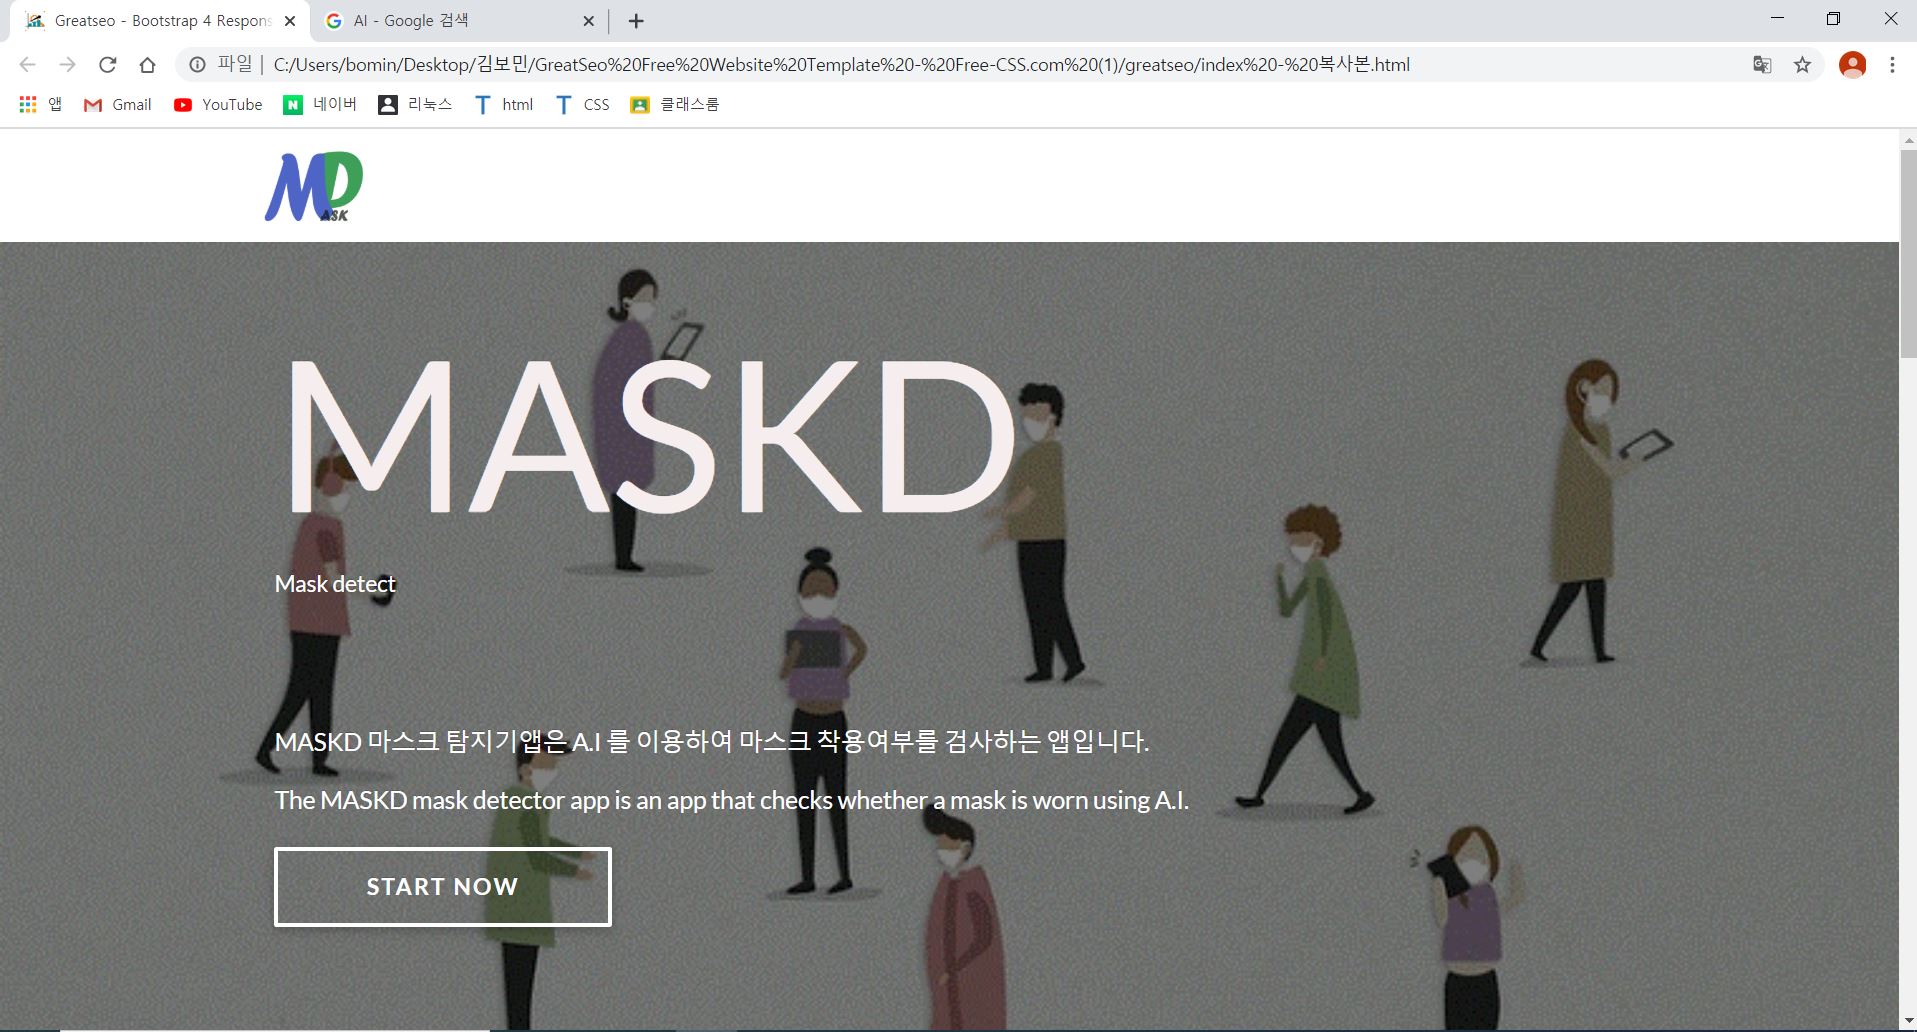 Greatseo - Bootstrap 4 Respons
AI - Google 검색
파일 | C:/Users/bomin/Desktop/김보민/GreatSeo%20Free%20Website%20Template%20-%20Free-CSS.com%20(1)/greatseo/index%20-%20복사본.html
앱 Gmail YouTube 네이버 리눅스 html CSS 클래스룸
MD
ASK
MASKD
Mask detect
MASKD 마스크 탐지기앱은 A.I 를 이용하여 마스크 착용여부를 검사하는 앱입니다.
The MASKD mask detector app is an app that checks whether a mask is worn using A.I.
START NOW